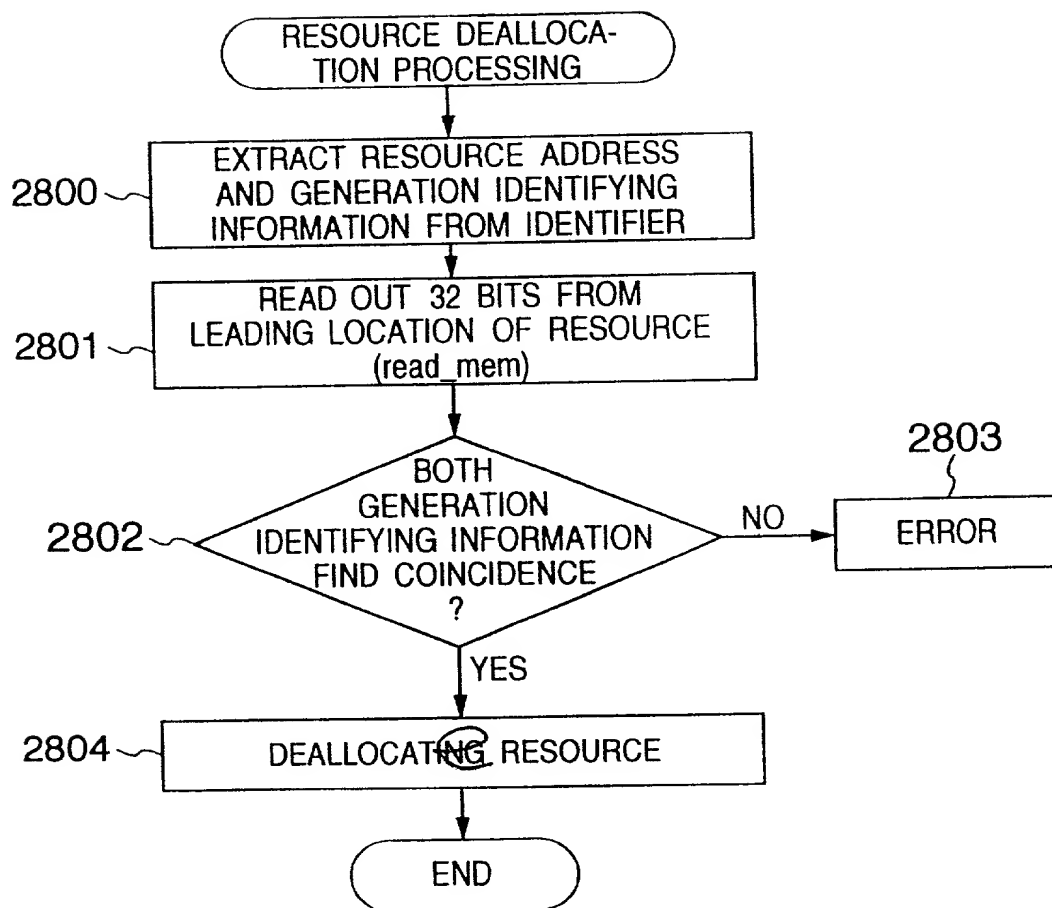 RESOURCE DEALLOCA-
TION PROCESSING
2800
EXTRACT RESOURCE ADDRESS
AND GENERATION IDENTIFYING
INFORMATION FROM IDENTIFIER
2801
READ OUT 32 BITS FROM
LEADING LOCATION OF RESOURCE
(read_mem)
2802
BOTH
GENERATION
IDENTIFYING INFORMATION
FIND COINCIDENCE
?
NO
2803
ERROR
YES
2804
DEALLOCATING RESOURCE
END